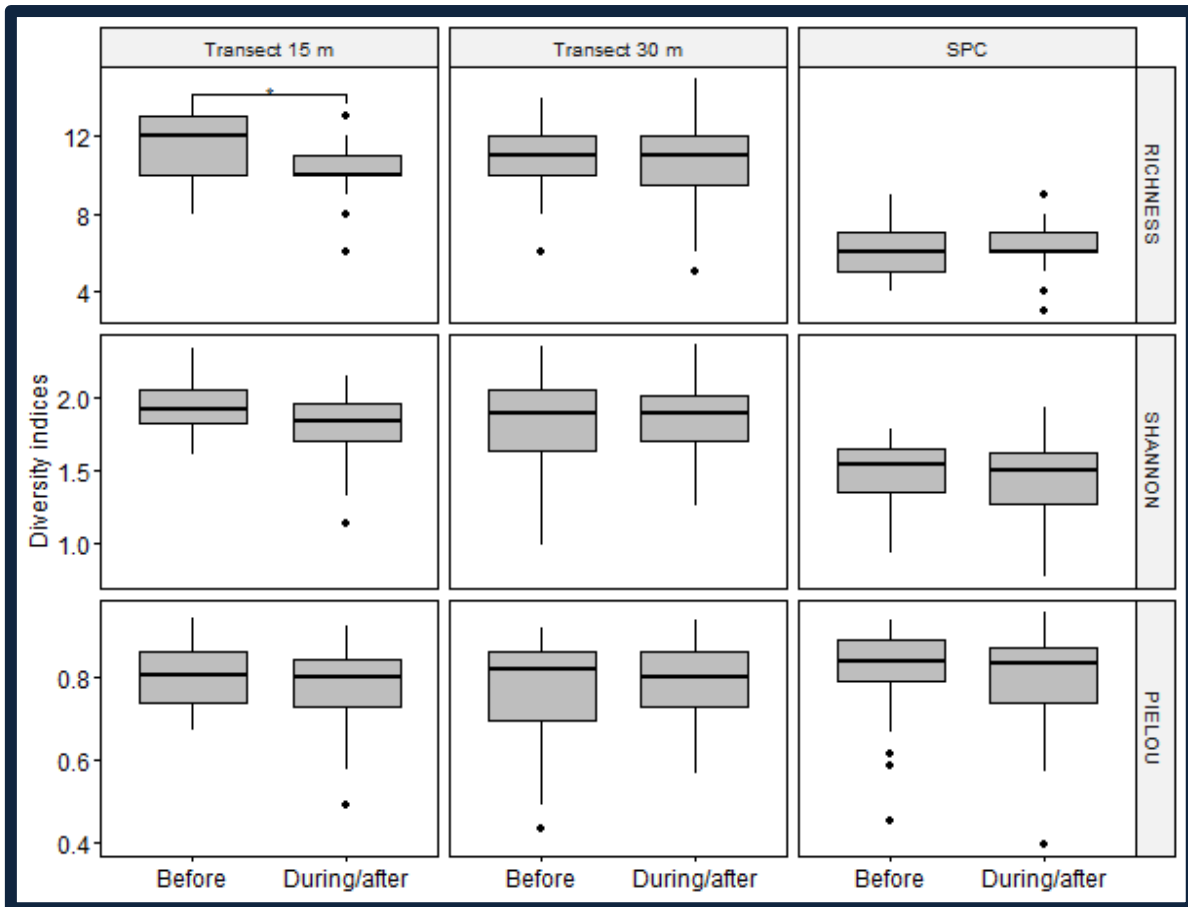 Transect 15 m
Transect 30 m
SPC
Diversity indices
12
8
4
*
RICHNESS
2.0
1.5
1.0
SHANNON
0.8
0.6
0.4
PIELOU
Before
During/after
Before
During/after
Before
During/after